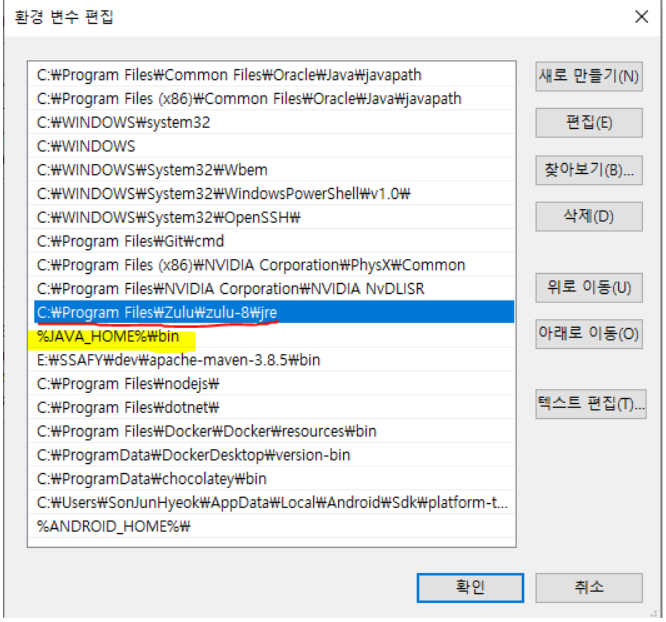 환경 변수 편집
C:₩Program Files₩Common Files₩Oracle₩Java₩javapath
C:₩Program Files (x86)₩Common Files₩Oracle₩Java₩javapath
C:₩WINDOWS₩system32
C:₩WINDOWS
C:₩WINDOWS₩System32₩Wbem
C:₩WINDOWS₩System32₩WindowsPowerShell₩v1.0₩
C:₩WINDOWS₩System32₩OpenSSH₩
C:₩Program Files₩Git₩cmd
C:₩Program Files (x86)₩NVIDIA Corporation₩PhysX₩Common
C:₩Program Files₩NVIDIA Corporation₩NVIDIA NvDLISR
C:₩Program Files₩Zulu₩zulu-8₩jre
%JAVA_HOME%₩bin
E:₩SSAFY₩dev₩apache-maven-3.8.5₩bin
C:₩Program Files₩nodejs₩
C:₩Program Files₩dotnet₩
C:₩Program Files₩Docker₩Docker₩resources₩bin
C:₩ProgramData₩DockerDesktop₩version-bin
C:₩ProgramData₩chocolatey₩bin
C:₩Users₩SonJunHyeok₩AppData₩Local₩Android₩Sdk₩platform-t...
%ANDROID_HOME%₩
새로 만들기(N)
편집(E)
찾아보기(B)...
삭제(D)
위로 이동(U)
아래로 이동(O)
텍스트 편집(T)...
확인
취소